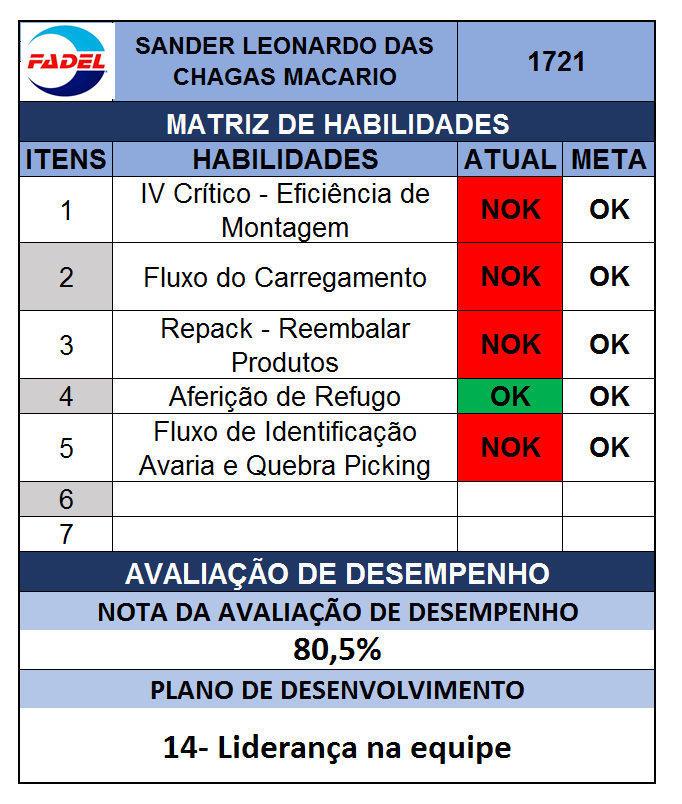 FADEL
SANDER LEONARDO DAS
CHAGAS MACARIO
1721
MATRIZ DE HABILIDADES
ITENS HABILIDADES ATUAL META
1 IV Crítico - Eficiência de
Montagem NOK OK
2 Fluxo do Carregamento NOK OK
3 Repack - Reembalar
Produtos NOK OK
4 Aferição de Refugo OK OK
5 Fluxo de Identificação
Avaria e Quebra Picking NOK OK
6
7
AVALIAÇÃO DE DESEMPENHO
NOTA DA AVALIAÇÃO DE DESEMPENHO
80,5%
PLANO DE DESENVOLVIMENTO
14- Liderança na equipe